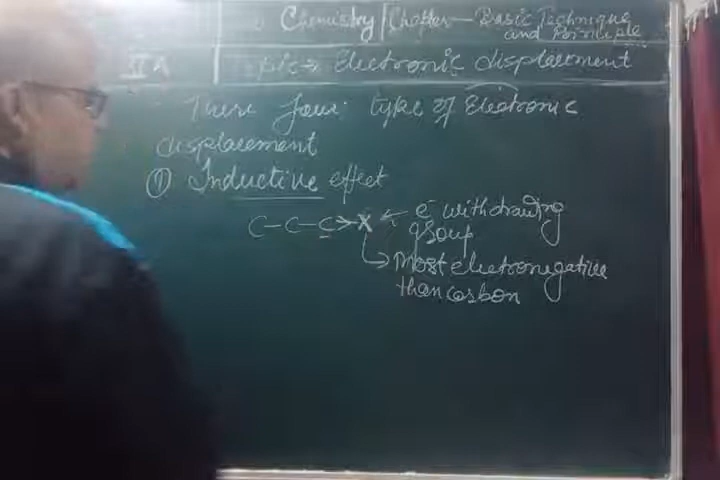 Chemistry/Chapter - Basic Technique
and Principle
Topic → Electronic displacement
There four type of Electronic
displacement
① Inductive effect
C-C-C>X ← e⁻ withdrawing
group
↳ Most electronegative
than carbon